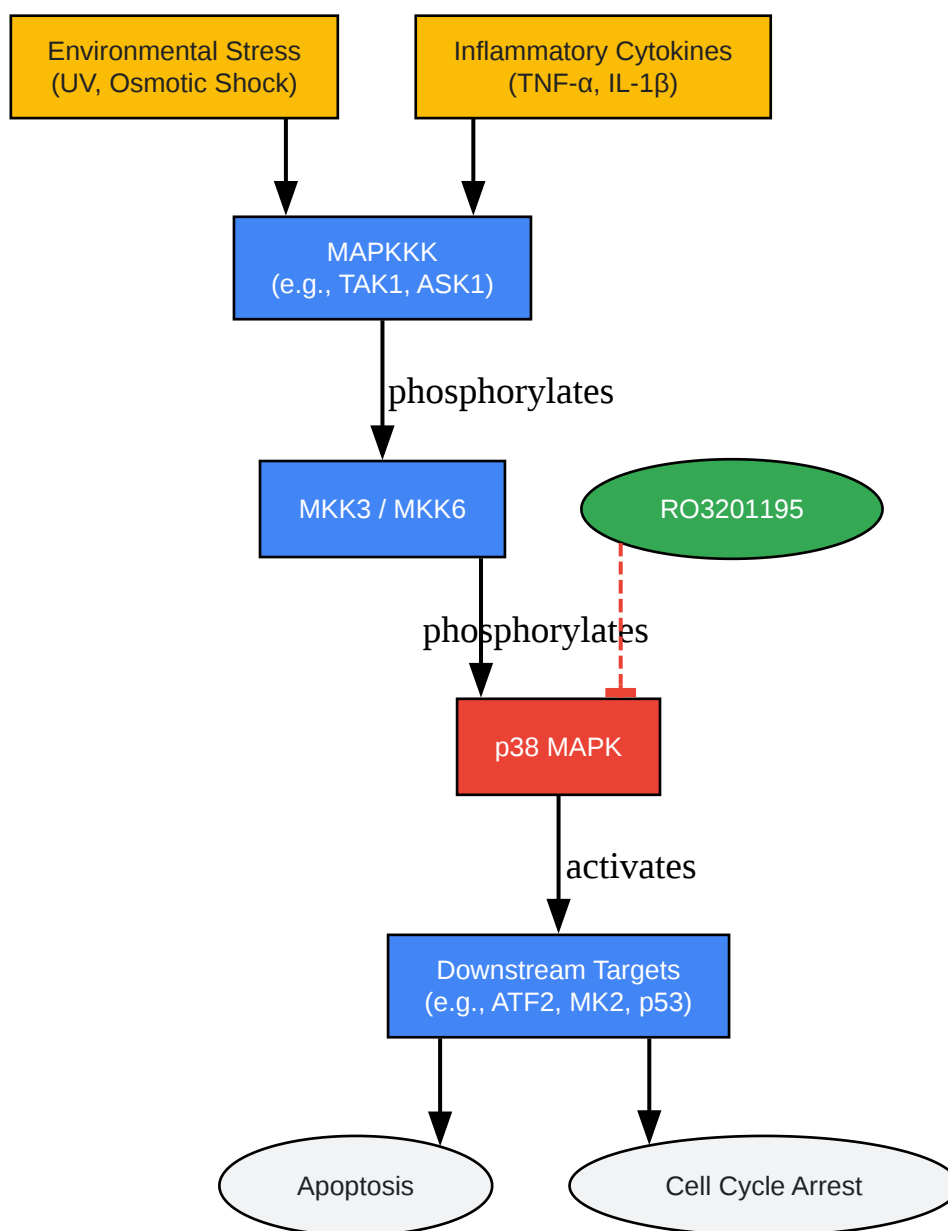 Environmental Stress
(UV, Osmotic Shock)
Inflammatory Cytokines
(TNF-α, IL-1β)
MAPKKK
(e.g., TAK1, ASK1)
phosphorylates
MKK3 / MKK6
RO3201195
phosphorylates
p38 MAPK
activates
Downstream Targets
(e.g., ATF2, MK2, p53)
Apoptosis
Cell Cycle Arrest